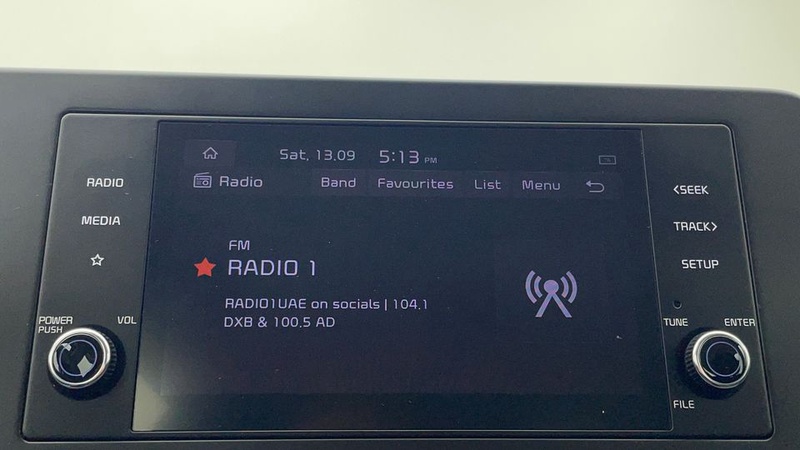 Sat, 13.09 5:13 PM
Radio Band Favourites List Menu
FM
RADIO 1
RADIO1UAE on socials | 104.1
DXB & 100.5 AD
RADIO
MEDIA
POWER
PUSH
VOL
<SEEK
TRACK>
SETUP
TUNE
ENTER
FILE